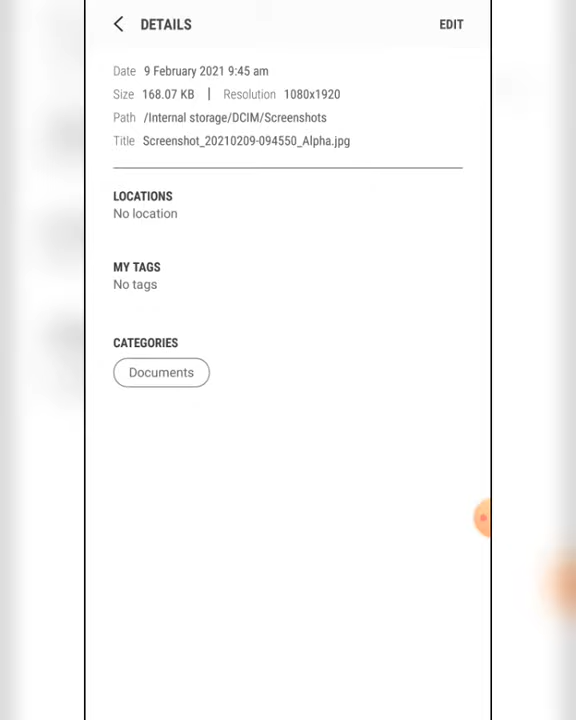 DETAILS EDIT
Date 9 February 2021 9:45 am
Size 168.07 KB | Resolution 1080x1920
Path /Internal storage/DCIM/Screenshots
Title Screenshot_20210209-094550_Alpha.jpg
LOCATIONS
No location
MY TAGS
No tags
CATEGORIES
Documents